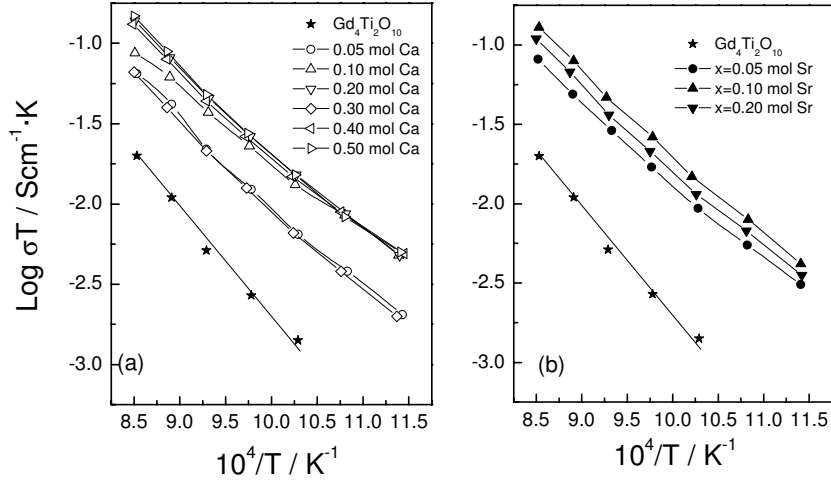 Log σT / Scm⁻¹·K
-1.0
-1.5
-2.0
-2.5
-3.0
8.5 9.0 9.5 10.0 10.5 11.0 11.5
10⁴/T / K⁻¹
(a)
Gd₄Ti₂O₁₀
0.05 mol Ca
0.10 mol Ca
0.20 mol Ca
0.30 mol Ca
0.40 mol Ca
0.50 mol Ca
-1.0
-1.5
-2.0
-2.5
-3.0
8.5 9.0 9.5 10.0 10.5 11.0 11.5
10⁴/T / K⁻¹
(b)
Gd₄Ti₂O₁₀
x=0.05 mol Sr
x=0.10 mol Sr
x=0.20 mol Sr